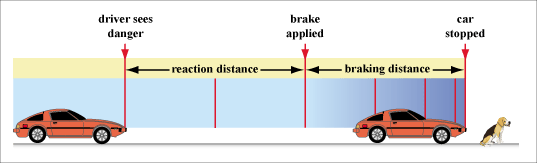 driver sees
danger
brake
applied
car
stopped
reaction distance
braking distance